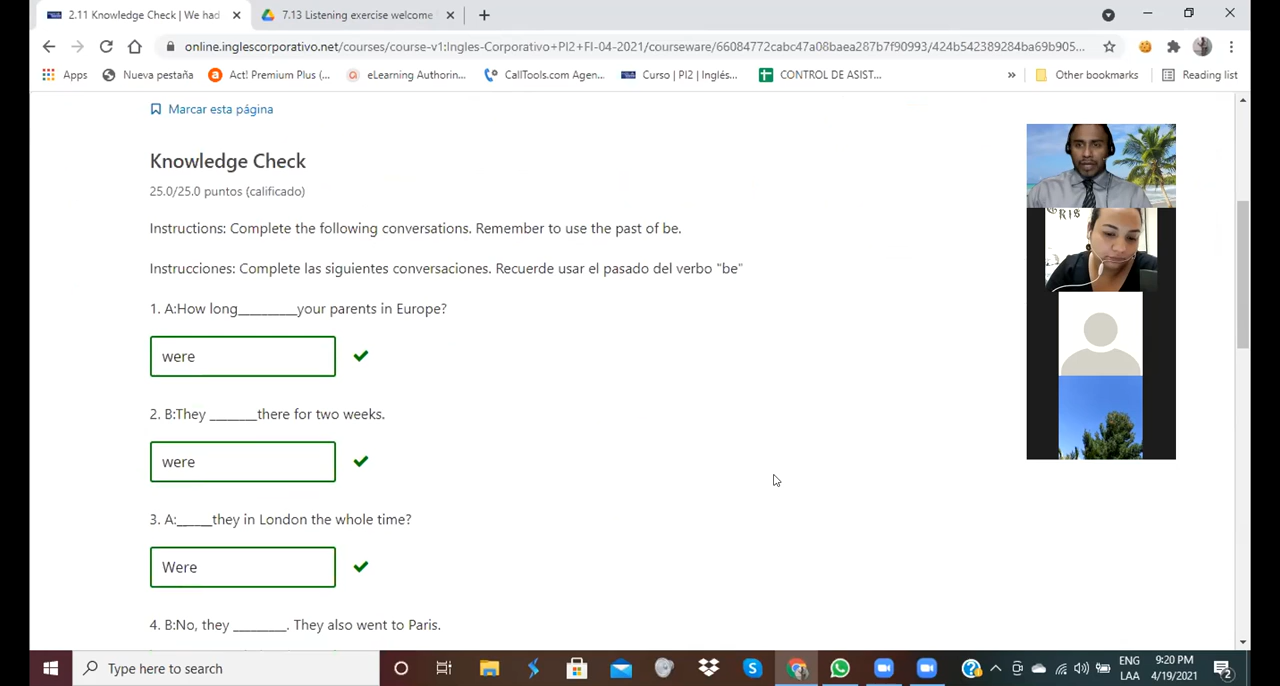 2.11 Knowledge Check | We had
7.13 Listening exercise welcome
online.inglescorporativo.net/courses/course-v1:Ingles-Corporativo+PI2+FI-04-2021/courseware/66084772cabc47a08baea287b7f90993/424b542389284ba69b905...
Apps
Nueva pestaña
Act! Premium Plus (...
eLearning Authorin...
CallTools.com Agen...
Curso | PI2 | Inglés...
CONTROL DE ASIST...
»
Other bookmarks
Reading list
Marcar esta página
Knowledge Check
25.0/25.0 puntos (calificado)
Instructions: Complete the following conversations. Remember to use the past of be.
Instrucciones: Complete las siguientes conversaciones. Recuerde usar el pasado del verbo "be"
1. A:How long__________your parents in Europe?
were
2. B:They ________there for two weeks.
were
3. A:______they in London the whole time?
Were
4. B:No, they _________. They also went to Paris.
Type here to search
ENG
LAA
9:20 PM
4/19/2021
2